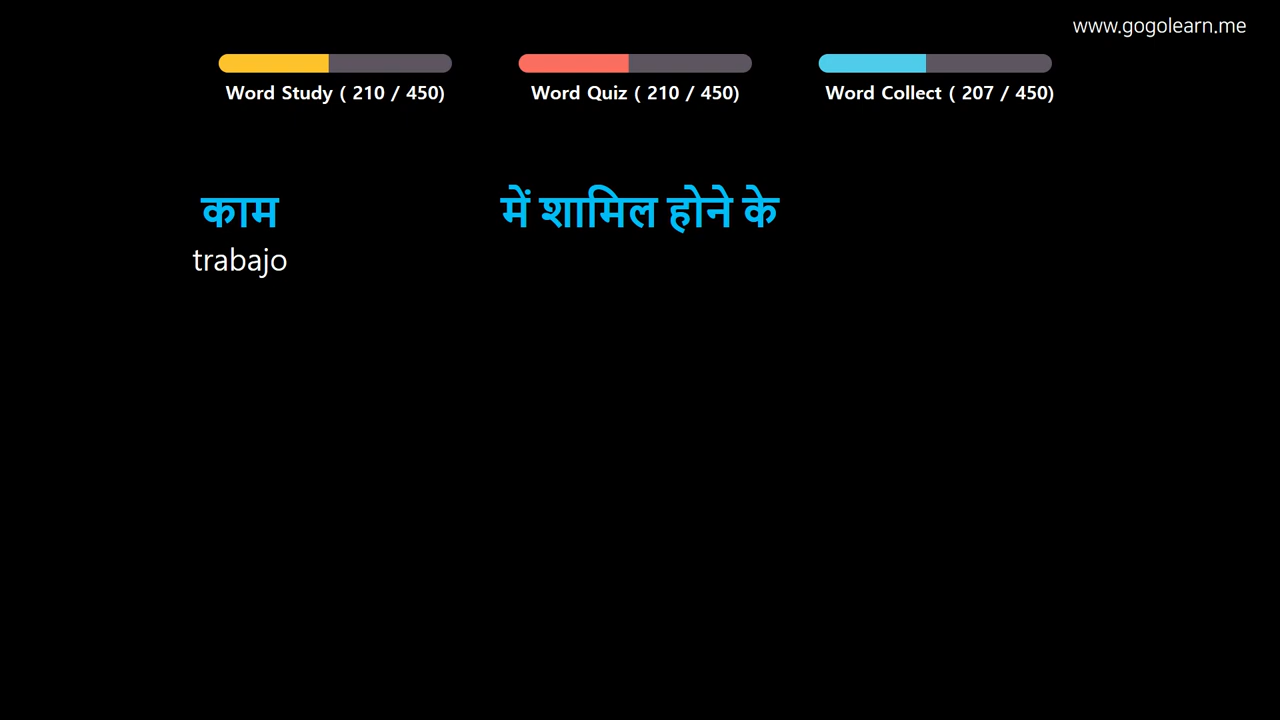 www.gogolearn.me
Word Study ( 210 / 450)
Word Quiz ( 210 / 450)
Word Collect ( 207 / 450)
काम
trabajo
में शामिल होने के